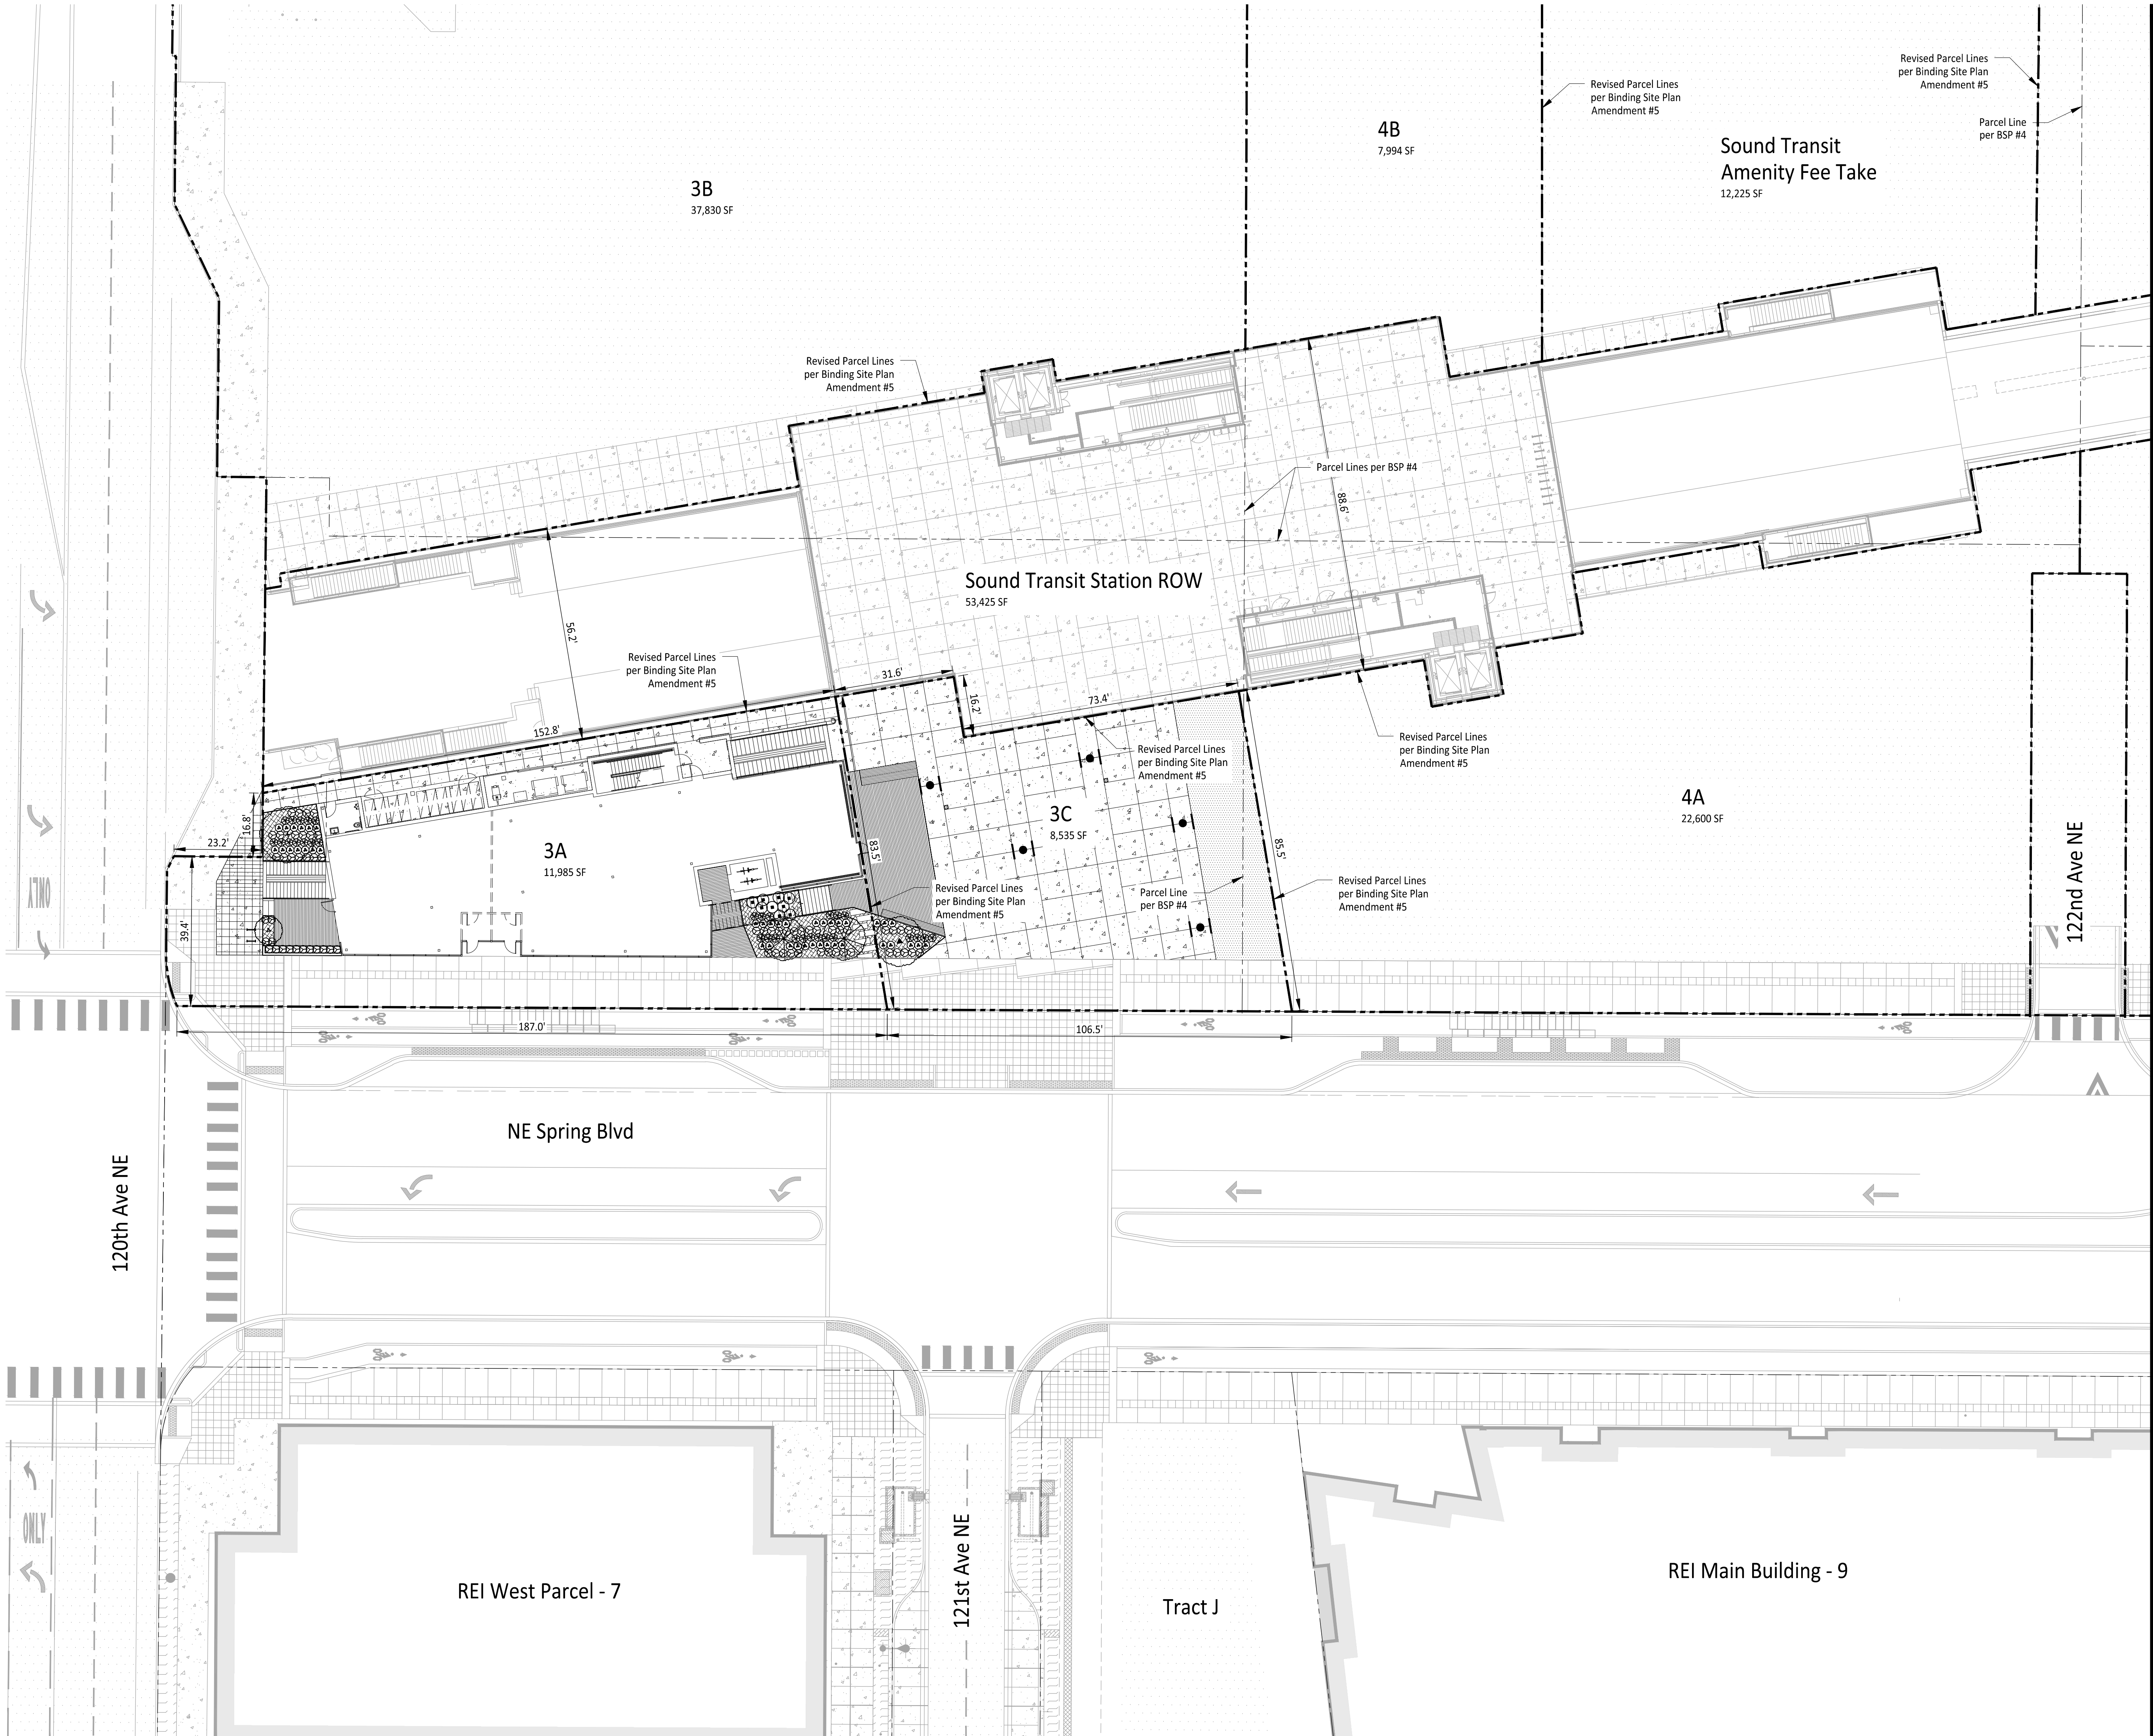 Revised Parcel Lines
per Binding Site Plan
Amendment #5
Revised Parcel Lines
per Binding Site Plan
Amendment #5
Parcel Line
per BSP #4
4B
7,994 SF
Sound Transit
Amenity Fee Take
12,225 SF
3B
37,830 SF
Revised Parcel Lines
per Binding Site Plan
Amendment #5
Parcel Lines per BSP #4
88.6'
Sound Transit Station ROW
53,425 SF
56.2'
Revised Parcel Lines
per Binding Site Plan
Amendment #5
31.6'
16.2'
73.4'
152.8'
Revised Parcel Lines
per Binding Site Plan
Amendment #5
Revised Parcel Lines
per Binding Site Plan
Amendment #5
4A
22,600 SF
3C
8,535 SF
16.8'
23.2'
3A
11,985 SF
83.5'
85.5'
Revised Parcel Lines
per Binding Site Plan
Amendment #5
Parcel Line
per BSP #4
Revised Parcel Lines
per Binding Site Plan
Amendment #5
122nd Ave NE
ONLY
39.4'
187.0'
106.5'
NE Spring Blvd
120th Ave NE
ONLY
121st Ave NE
REI West Parcel - 7
Tract J
REI Main Building - 9